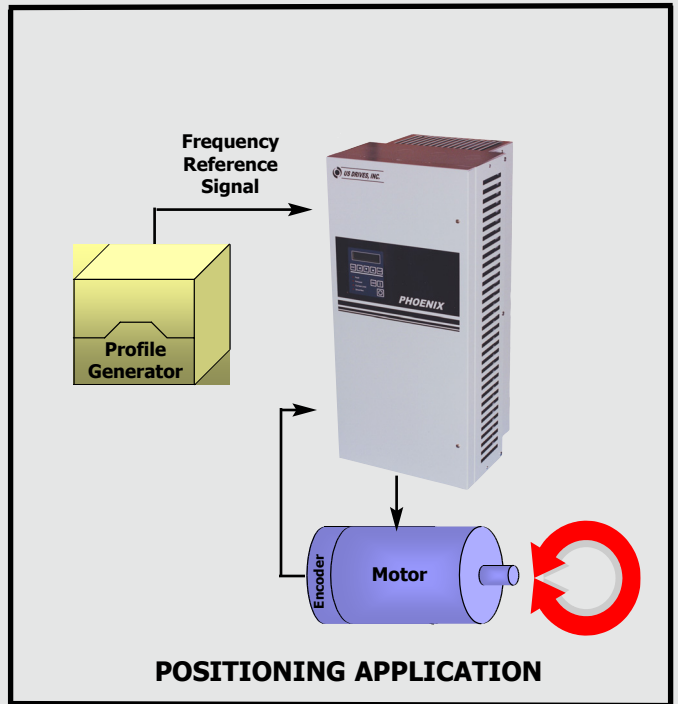 Frequency
Reference
Signal
US DRIVES, INC.
PHOENIX
Profile
Generator
Encoder
Motor
POSITIONING APPLICATION